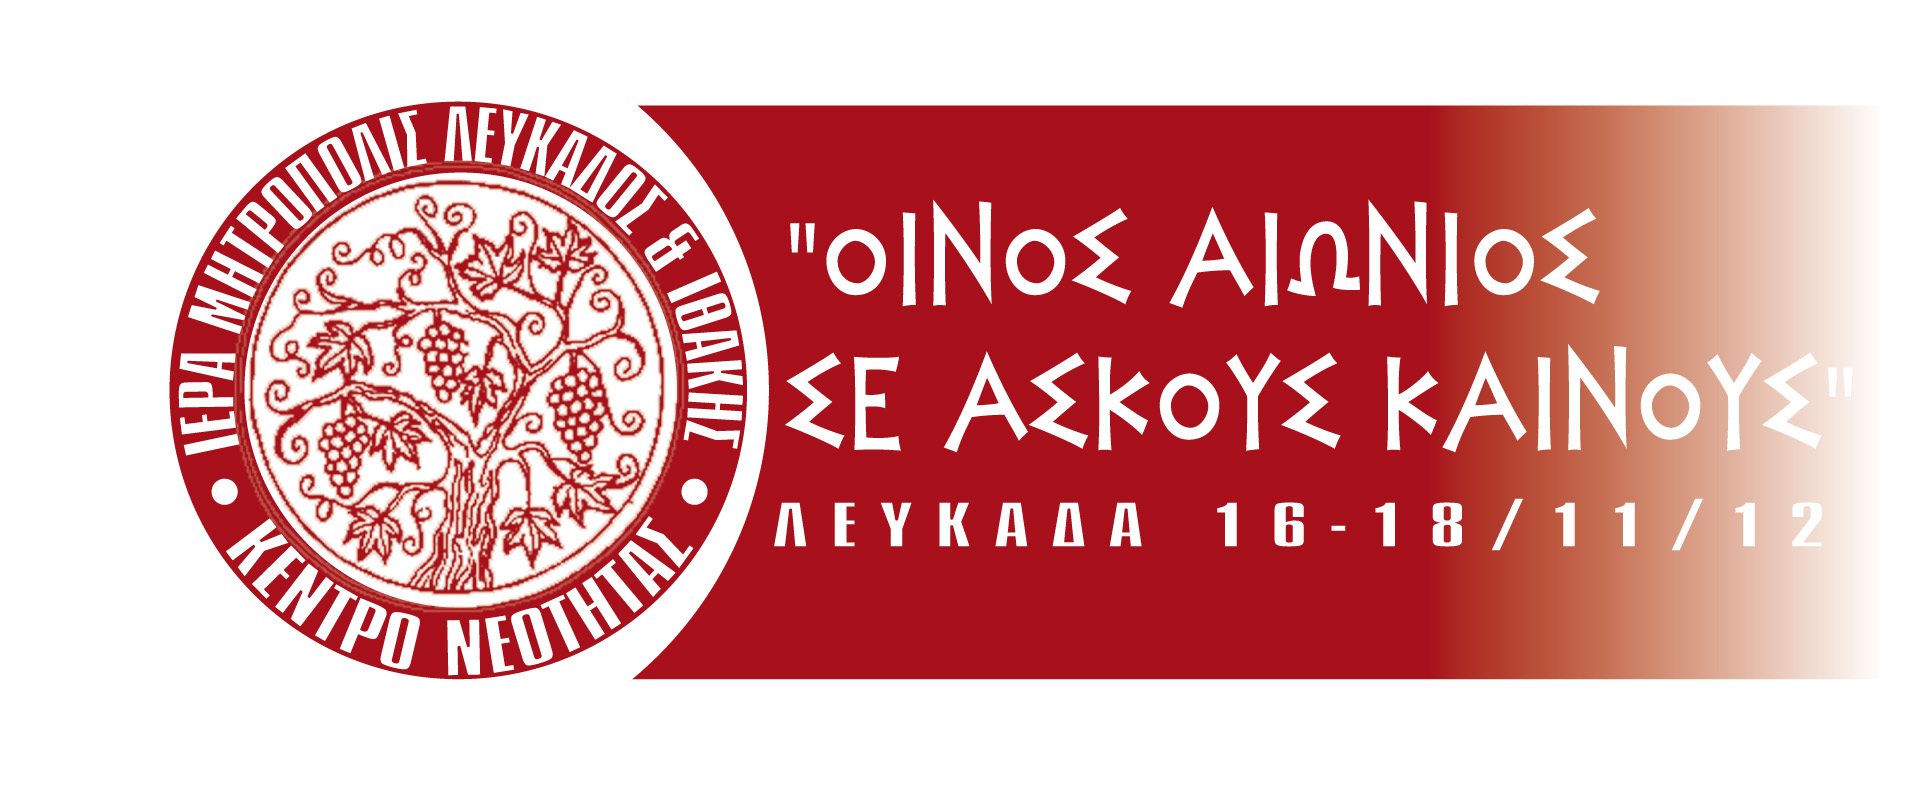 ΙΕΡΑ ΜΗΤΡΟΠΟΛΙΣ ΛΕΥΚΑΔΟΣ & ΙΘΑΚΗΣ
ΚΕΝΤΡΟ ΝΕΟΤΗΤΑΣ
"ΟΙΝΟΣ ΑΙΩΝΙΟΣ
ΣΕ ΑΣΚΟΥΣ ΚΑΙΝΟΥΣ"
ΛΕΥΚΑΔΑ 16-18/11/12